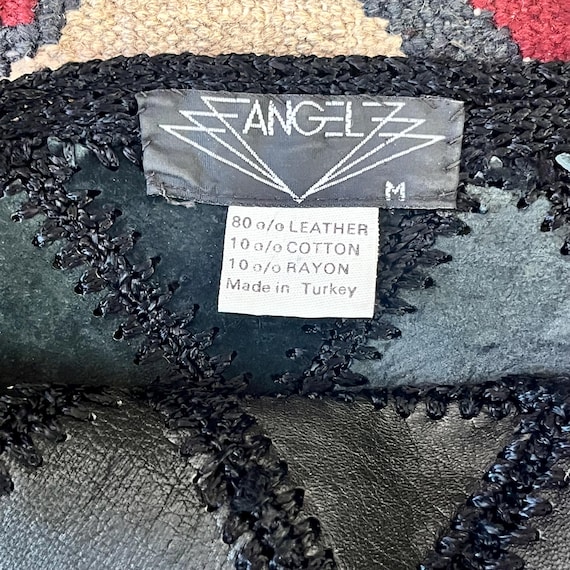 ANGEL
M
80 o/o LEATHER
10 o/o COTTON
10 o/o RAYON
Made in Turkey